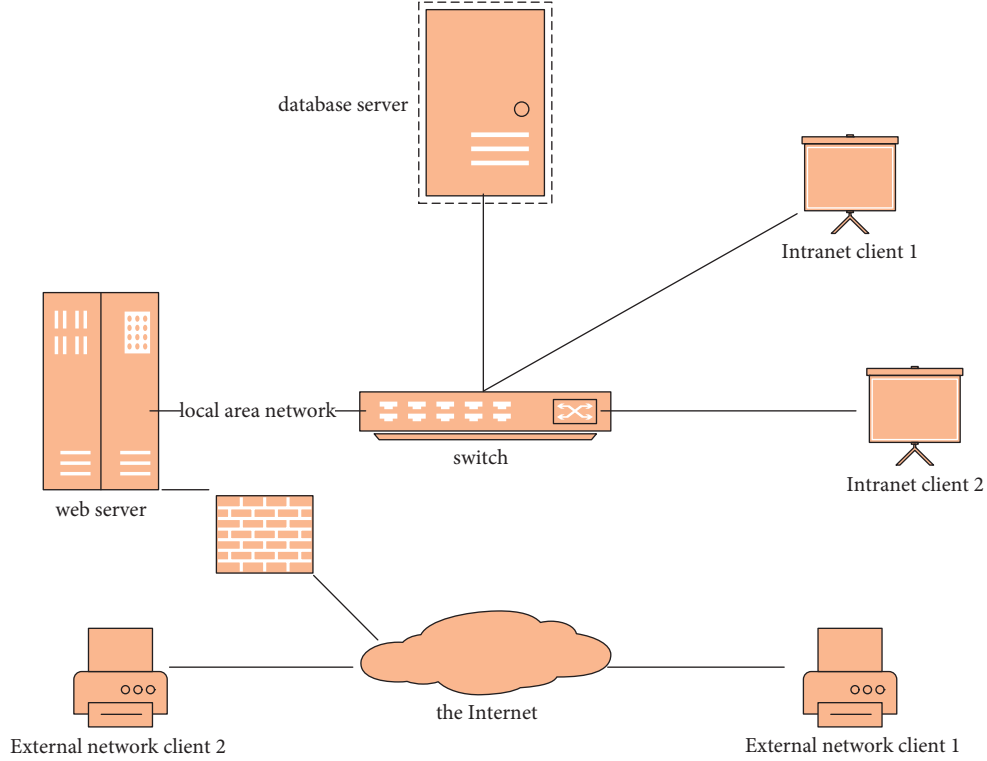 database server
Intranet client 1
local area network
switch
Intranet client 2
web server
the Internet
External network client 2
External network client 1